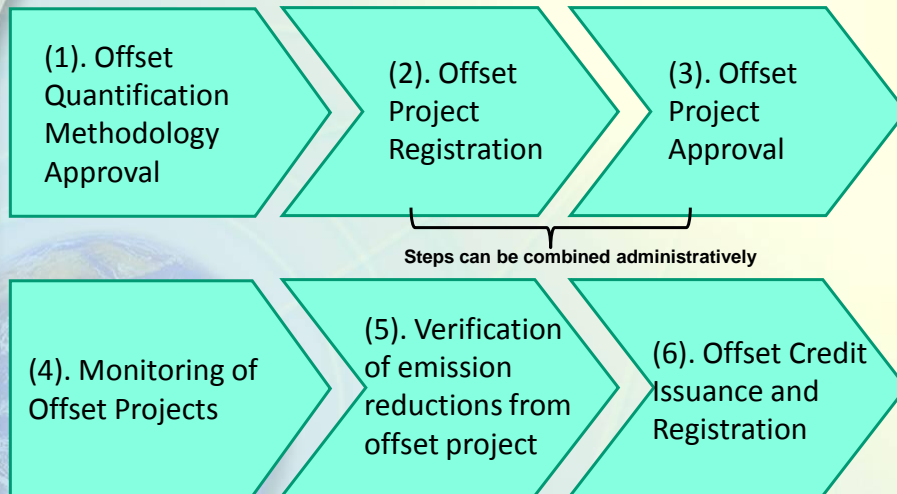 (1). Offset
Quantification
Methodology
Approval
(2). Offset
Project
Registration
(3). Offset
Project
Approval
Steps can be combined administratively
(4). Monitoring of
Offset Projects
(5). Verification
of emission
reductions from
offset project
(6). Offset Credit
Issuance and
Registration